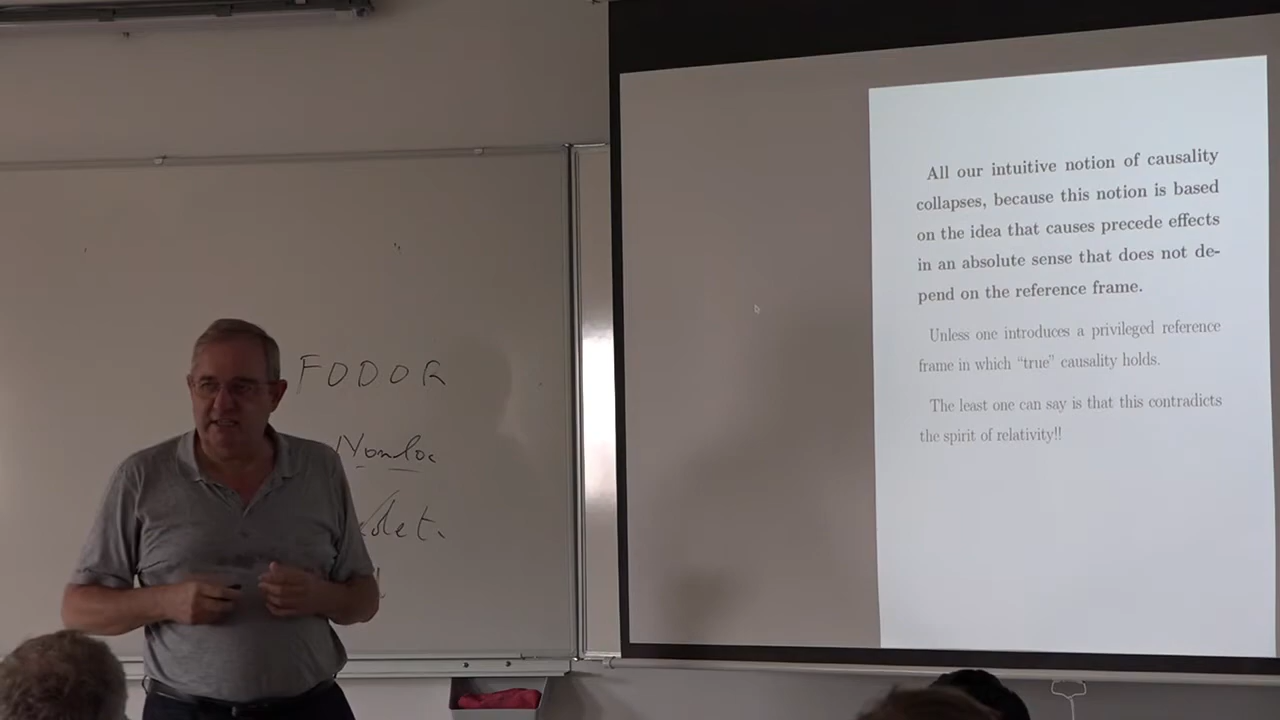 FODOR
Nonloc
det.
All our intuitive notion of causality
collapses, because this notion is based
on the idea that causes precede effects
in an absolute sense that does not de-
pend on the reference frame.
Unless one introduces a privileged reference
frame in which “true” causality holds.
The least one can say is that this contradicts
the spirit of relativity!!